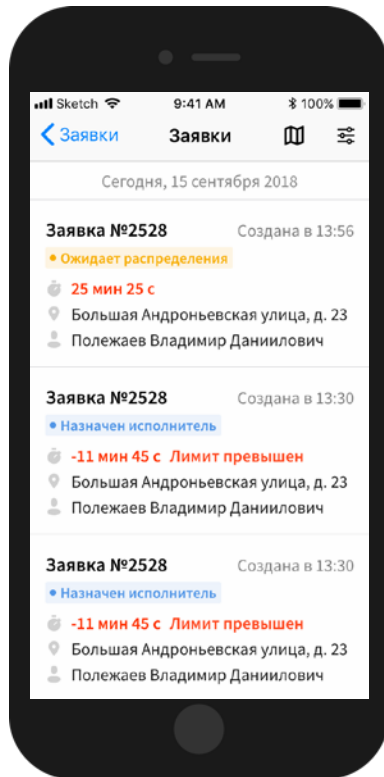 Sketch 9:41 AM 100%
Заявки Заявки
Сегодня, 15 сентября 2018
Заявка №2528 Создана в 13:56
• Ожидает распределения
25 мин 25 с
Большая Андроньевская улица, д. 23
Полежаев Владимир Даниилович
Заявка №2528 Создана в 13:30
• Назначен исполнитель
-11 мин 45 с Лимит превышен
Большая Андроньевская улица, д. 23
Полежаев Владимир Даниилович
Заявка №2528 Создана в 13:30
• Назначен исполнитель
-11 мин 45 с Лимит превышен
Большая Андроньевская улица, д. 23
Полежаев Владимир Даниилович